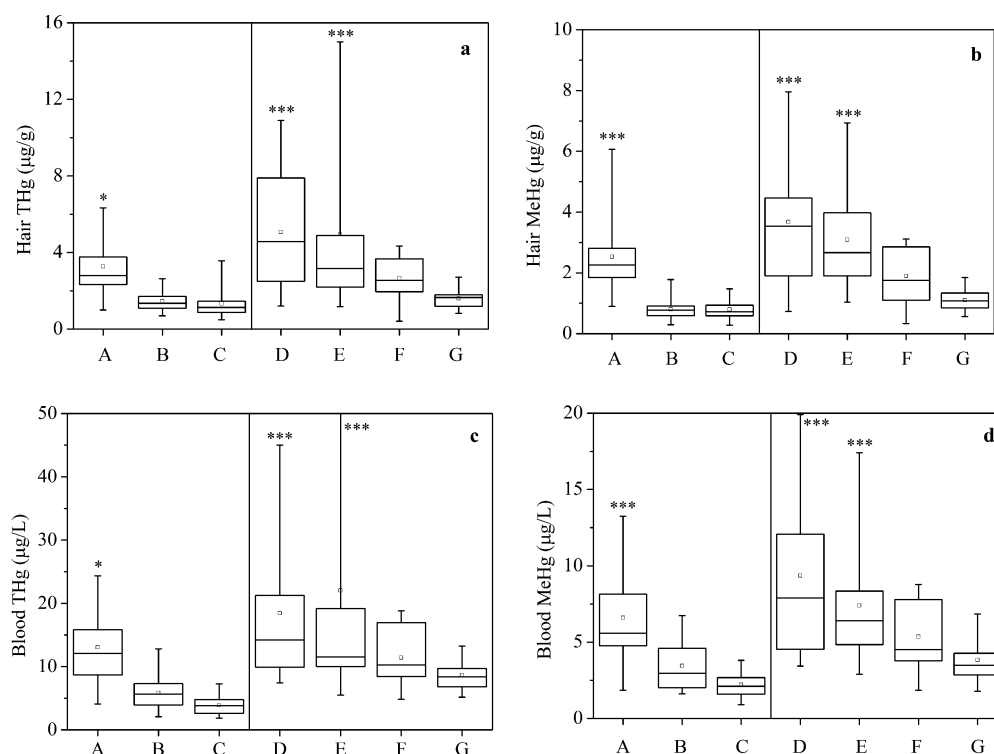 a
Hair THg (µg/g)
16
12
8
4
0
*
***
***
A B C D E F G
b
Hair MeHg (µg/g)
10
8
6
4
2
0
***
***
***
A B C D E F G
c
Blood THg (µg/L)
50
40
30
20
10
0
*
***
***
A B C D E F G
d
Blood MeHg (µg/L)
20
15
10
5
0
***
***
***
A B C D E F G